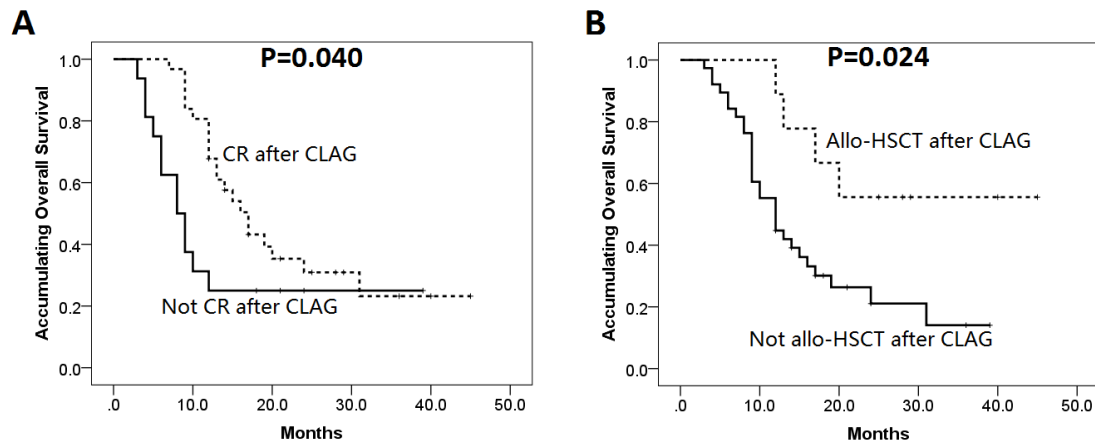 A
P=0.040
Accumulating Overall Survival
1.0
0.8
0.6
0.4
0.2
0.0
CR after CLAG
Not CR after CLAG
.0 10.0 20.0 30.0 40.0 50.0
Months
B
P=0.024
Accumulating Overall Survival
1.0
0.8
0.6
0.4
0.2
0.0
Allo-HSCT after CLAG
Not allo-HSCT after CLAG
.0 10.0 20.0 30.0 40.0 50.0
Months